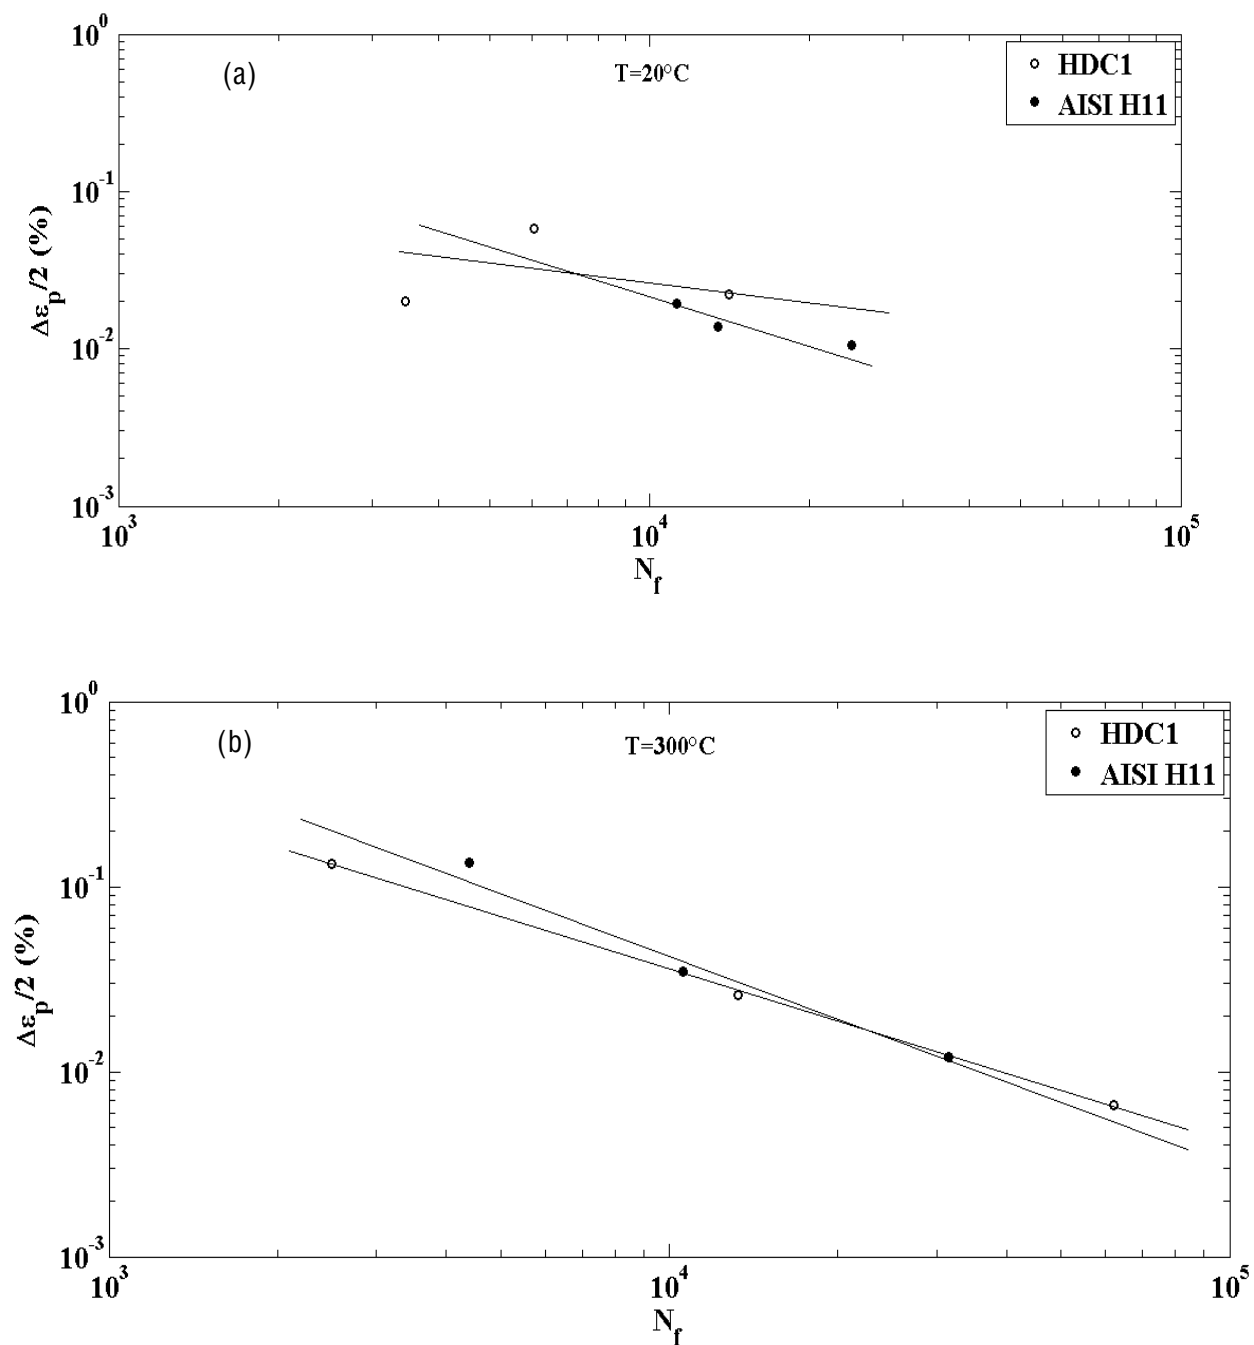 (a)
T=20°C
HDC1
AISI H11
10^0
10^-1
10^-2
10^-3
Δε_p/2 (%)
10^3
10^4
10^5
N_f
(b)
T=300°C
HDC1
AISI H11
10^0
10^-1
10^-2
10^-3
Δε_p/2 (%)
10^3
10^4
10^5
N_f